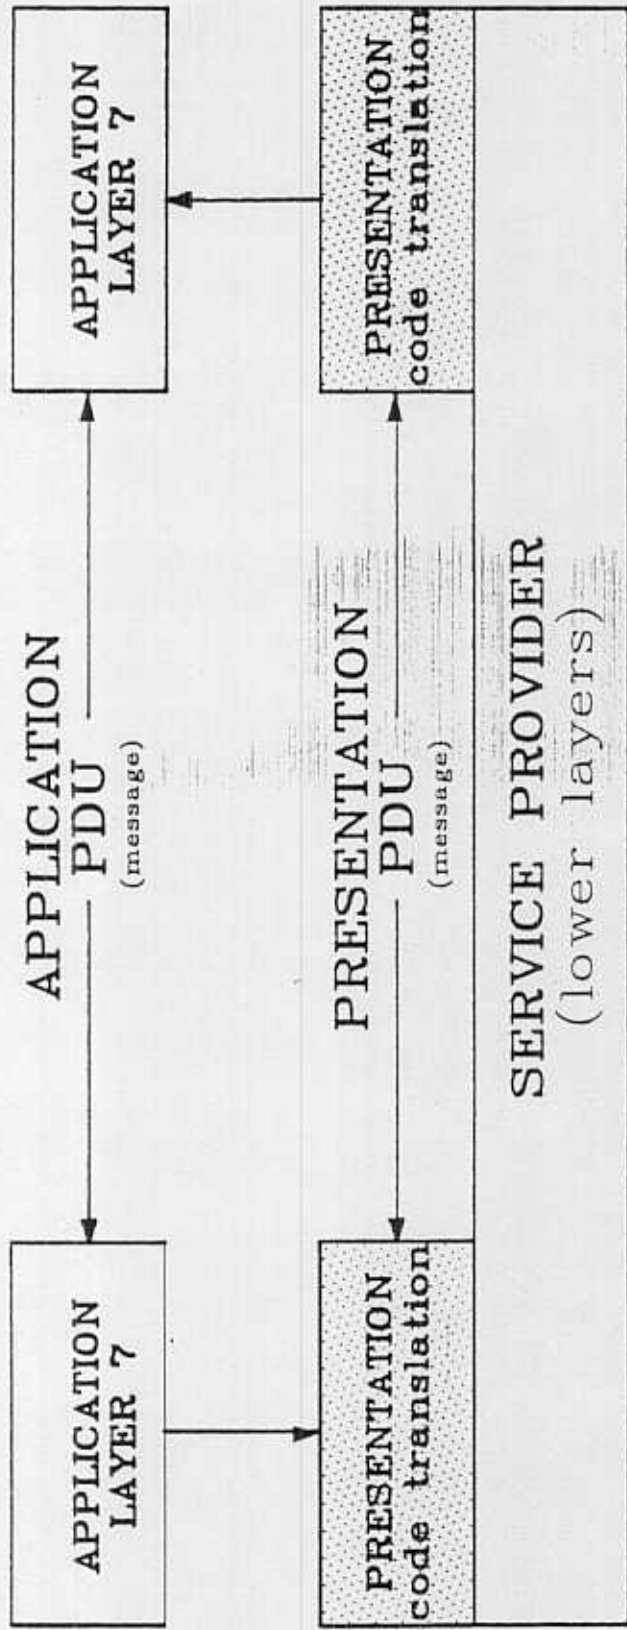 APPLICATION
LAYER 7
APPLICATION
PDU
(message)
APPLICATION
LAYER 7
PRESENTATION
code translation
PRESENTATION
PDU
(message)
PRESENTATION
code translation
SERVICE PROVIDER
(lower layers)